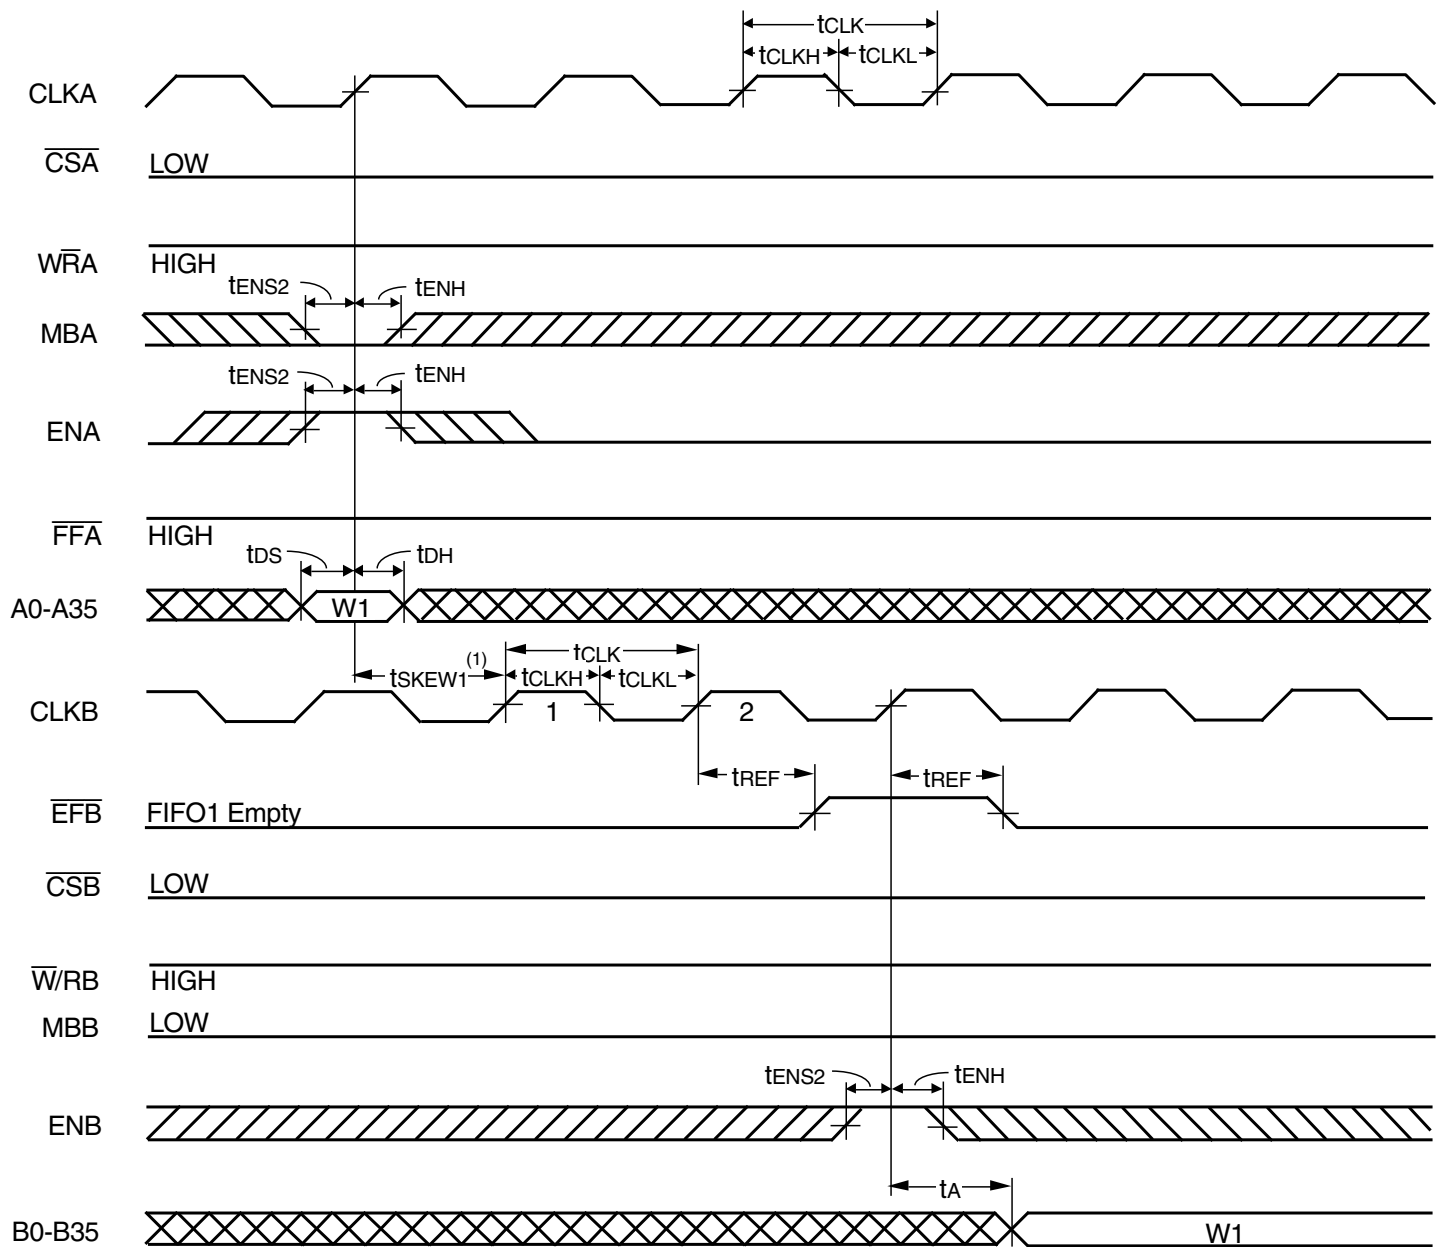 tCLK
tCLKH tCLKL
CLKA
CSA LOW
WRA HIGH
tENS2 tENH
MBA
tENS2 tENH
ENA
FFA HIGH
tDS tDH
A0-A35 W1
tSKEW1(1) tCLK
tCLKH tCLKL
CLKB 1 2
tREF tREF
EFB FIFO1 Empty
CSB LOW
W/RB HIGH
MBB LOW
tENS2 tENH
ENB
tA
B0-B35 W1